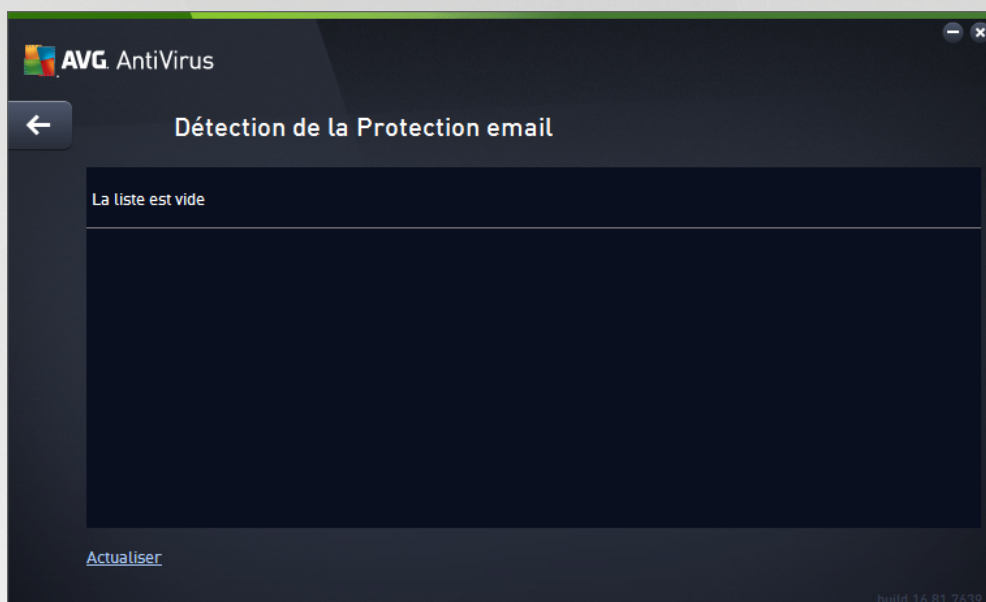 AVG. AntiVirus
Détection de la Protection email
La liste est vide
Actualiser
build 16.81.7639